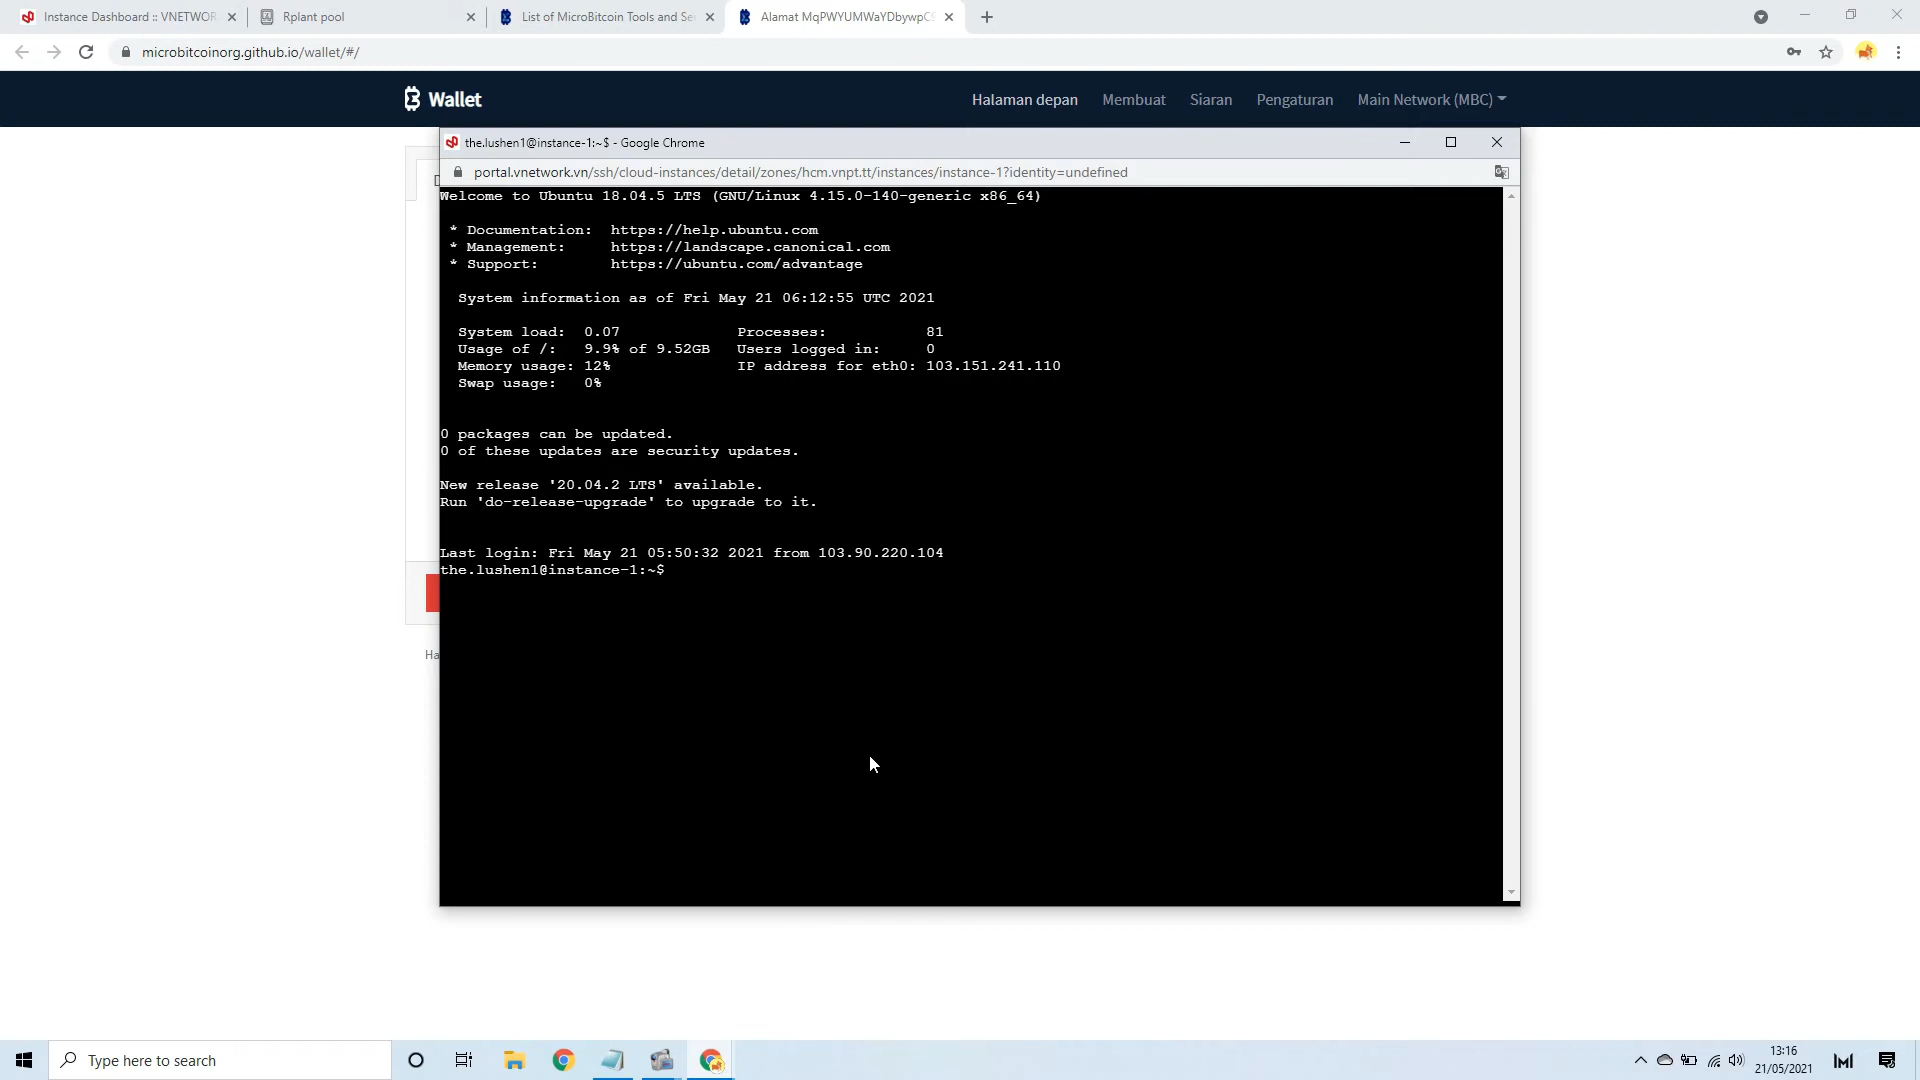 Instance Dashboard :: VNETWOR
Rplant pool
List of MicroBitcoin Tools and Se
Alamat MqPWYUMWaYDbywpC
microbitcoinorg.github.io/wallet/#/
Wallet
Halaman depan
Membuat
Siaran
Pengaturan
Main Network (MBC)
the.lushen1@instance-1:~$ - Google Chrome
portal.vnetwork.vn/ssh/cloud-instances/detail/zones/hcm.vnpt.tt/instances/instance-1?identity=undefined
Welcome to Ubuntu 18.04.5 LTS (GNU/Linux 4.15.0-140-generic x86_64)
* Documentation: https://help.ubuntu.com
* Management: https://landscape.canonical.com
* Support: https://ubuntu.com/advantage
System information as of Fri May 21 06:12:55 UTC 2021
System load: 0.07 Processes: 81
Usage of /: 9.9% of 9.52GB Users logged in: 0
Memory usage: 12% IP address for eth0: 103.151.241.110
Swap usage: 0%
0 packages can be updated.
0 of these updates are security updates.
New release '20.04.2 LTS' available.
Run 'do-release-upgrade' to upgrade to it.
Last login: Fri May 21 05:50:32 2021 from 103.90.220.104
the.lushen1@instance-1:~$
Ha
Type here to search
13:16
21/05/2021